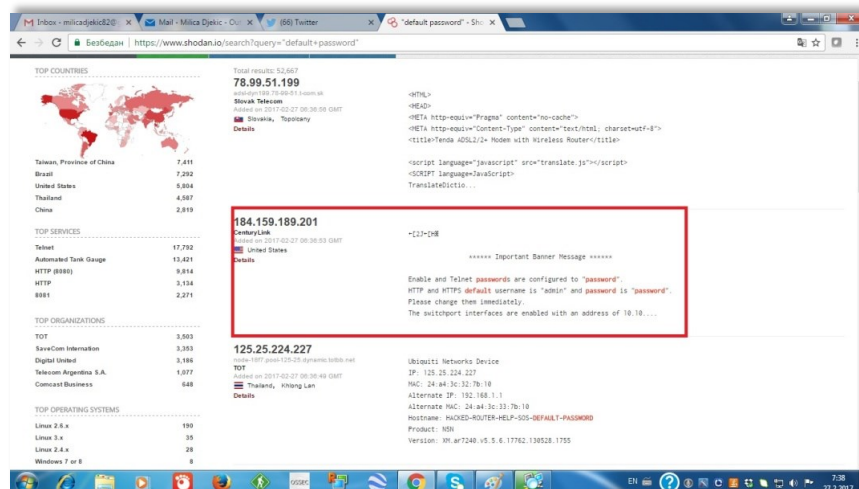 Inbox - milicadjekic82@
Mail - Milica Djekic - Out
(66) Twitter
"default password" - Sho
Безбедан | https://www.shodan.io/search?query="default+password"
TOP COUNTRIES
Taiwan, Province of China 7,411
Brazil 7,292
United States 5,804
Thailand 4,507
China 2,819
TOP SERVICES
Telnet 17,792
Automated Tank Gauge 13,421
HTTP (8080) 9,814
HTTP 3,134
8081 2,271
TOP ORGANIZATIONS
TOT 3,503
SaveCom Internation 3,353
Digital United 3,186
Telecom Argentina S.A. 1,077
Comcast Business 648
TOP OPERATING SYSTEMS
Linux 2.6.x 190
Linux 3.x 35
Linux 2.4.x 28
Windows 7 or 8 8
Total results: 52,667
78.99.51.199
Slovak Telecom
Added on 2017-02-27 06:36:56 GMT
Slovakia, Topolcany
Details
<HTML>
<HEAD>
<META http-equiv="Pragma" content="no-cache">
<META http-equiv="Content-Type" content="text/html; charset=utf-8">
<title>Tenda ADSL2/2+ Modem with Wireless Router</title>
<script language="javascript" src="translate.js"></script>
<SCRIPT language=JavaScript>
TranslateDictio...
184.159.189.201
CenturyLink
Added on 2017-02-27 06:36:53 GMT
United States
Details
****** Important Banner Message ******
Enable and Telnet passwords are configured to "password".
HTTP and HTTPS default username is "admin" and password is "password".
Please change them immediately.
The switchport interfaces are enabled with an address of 10.10....
125.25.224.227
TOT
Added on 2017-02-27 06:36:49 GMT
Thailand, Khlong Lan
Details
Ubiquiti Networks Device
IP: 125.25.224.227
MAC: 24:a4:3c:32:7b:10
Alternate IP: 192.168.1.1
Alternate MAC: 24:a4:3c:33:7b:10
Hostname: HACKED-ROUTER-HELP-SOS-DEFAULT-PASSWORD
Product: N5N
Version: XM.ar7240.v5.5.6.17762.130528.1755
ossec
EN
7:38
27.2.2017